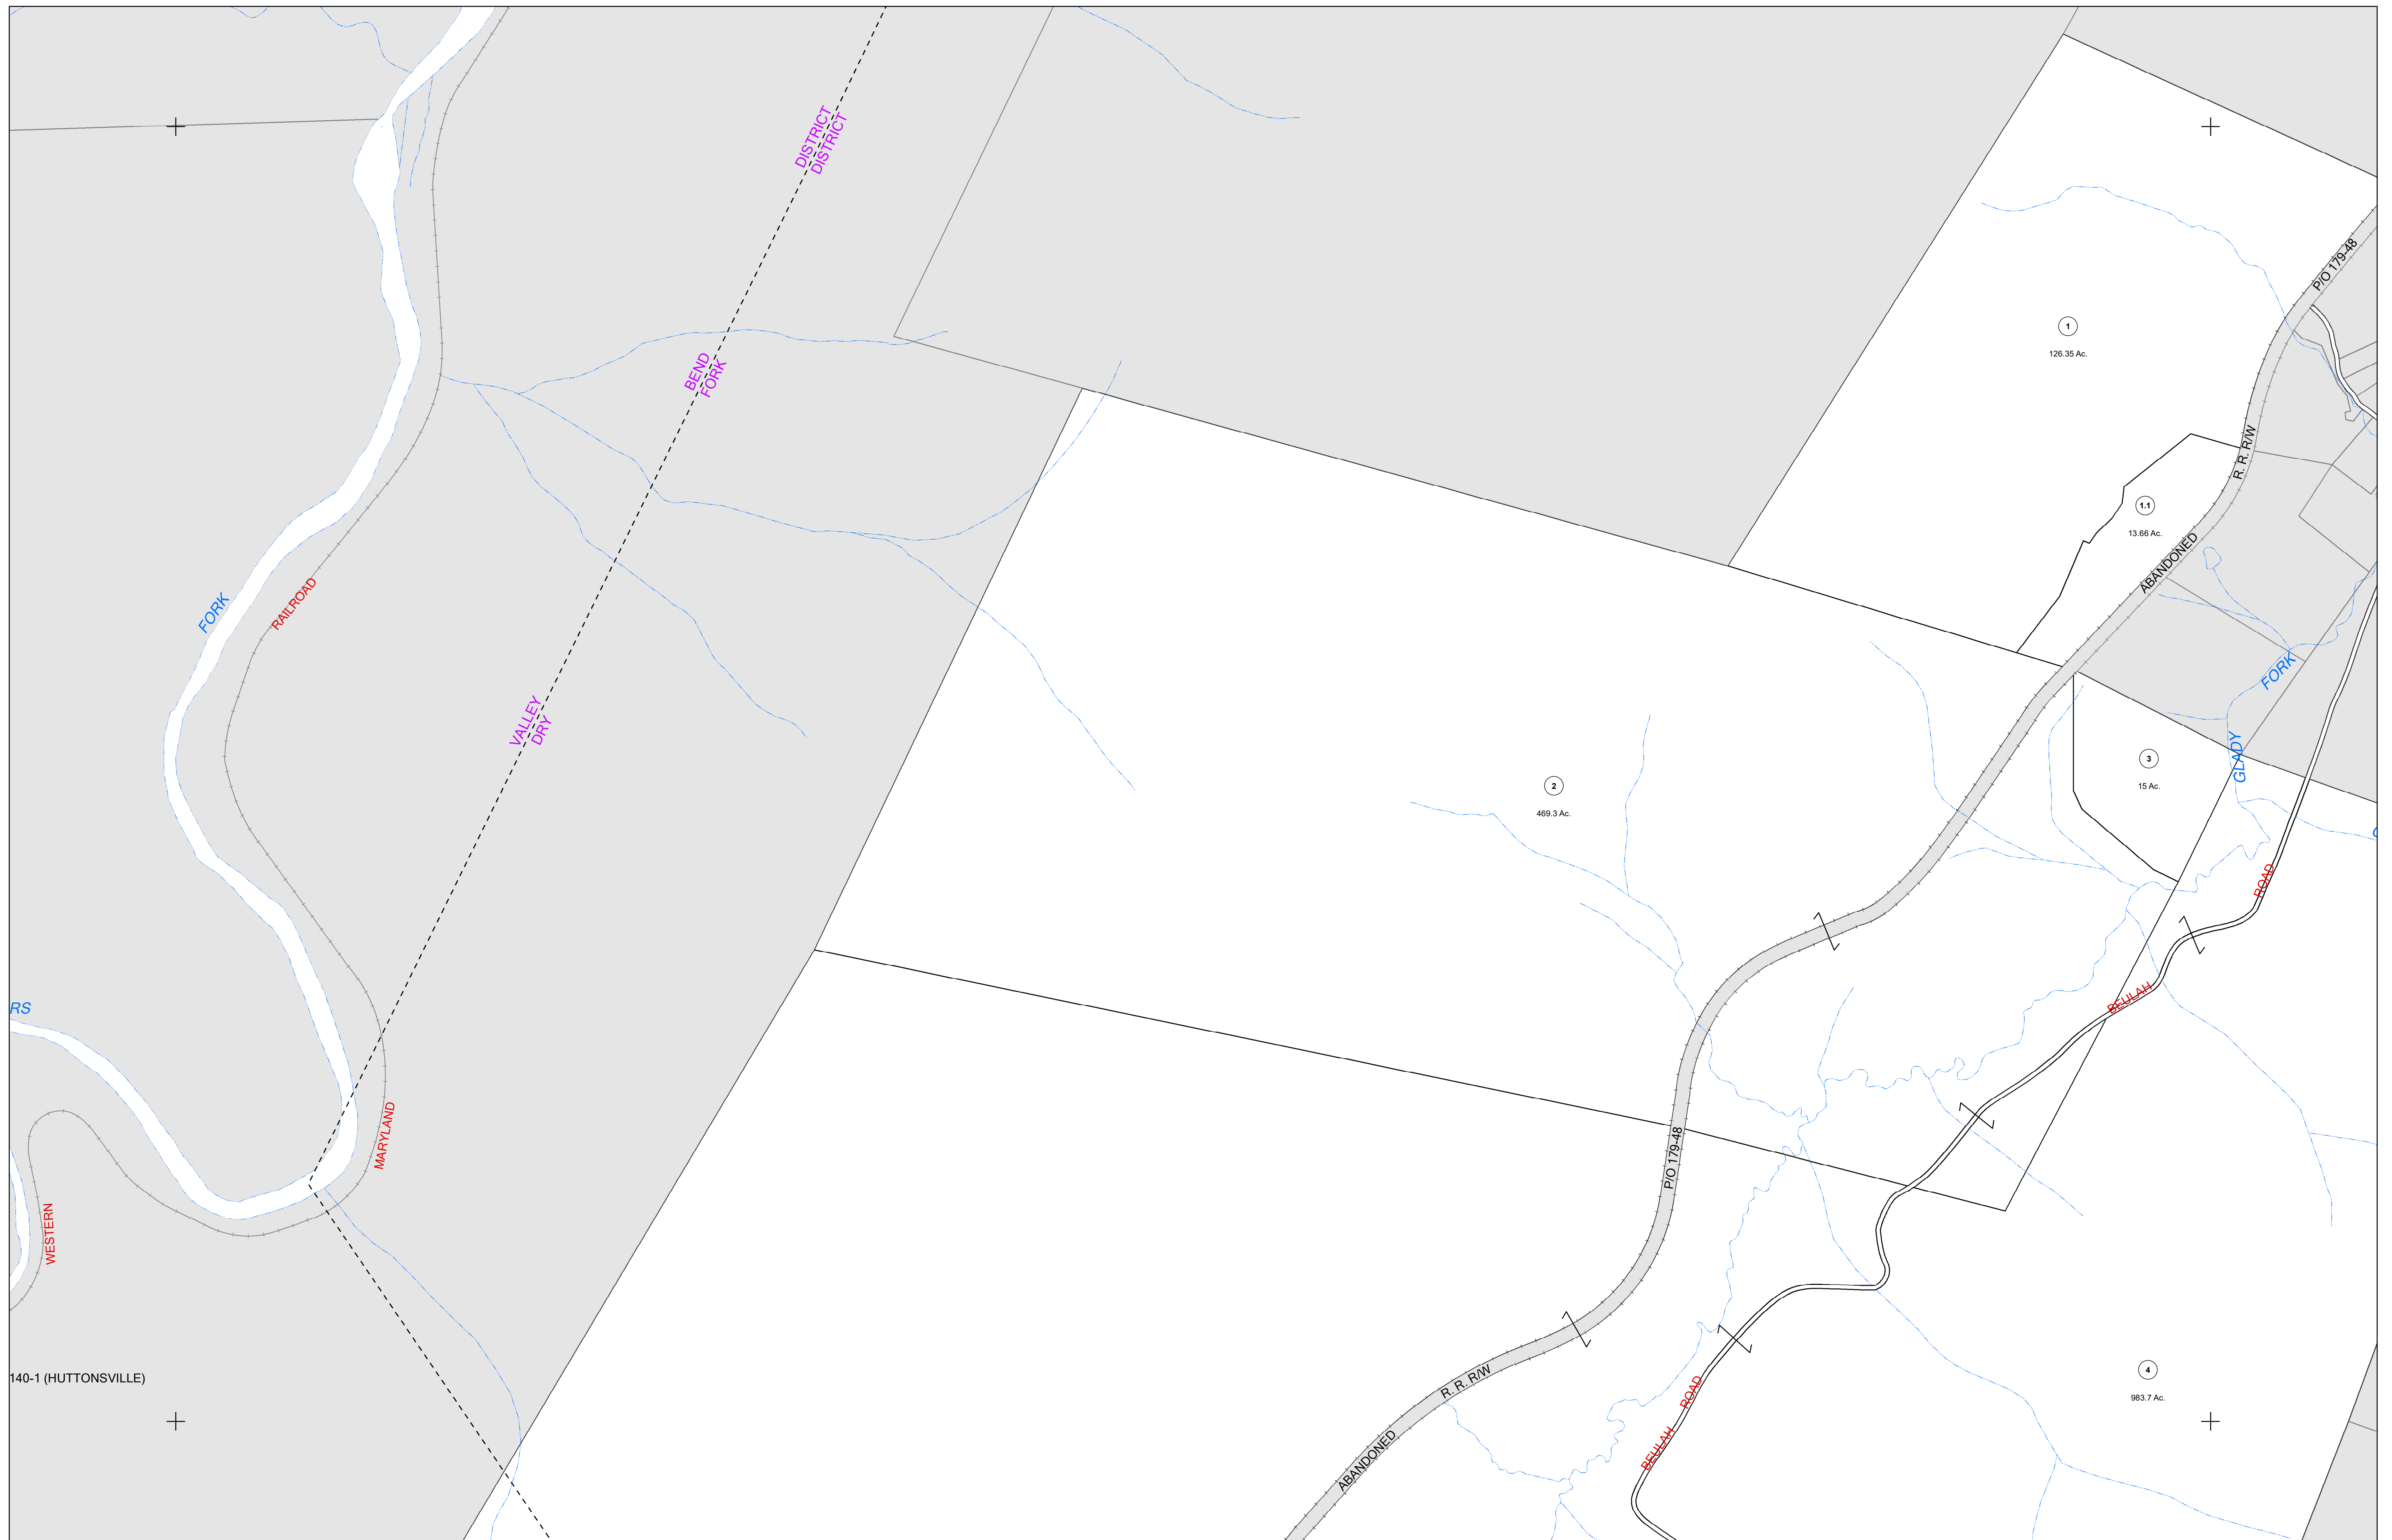 DISTRICT
DISTRICT
P/O 179-48
1
126.35 Ac.
BEND
FORK
R. R. R/W
1.1
13.66 Ac.
ABANDONED
FORK
RAILROAD
FORK
VALLEY
DRY
GLADY
3
15 Ac.
2
469.3 Ac.
ROAD
BEULAH
RS
MARYLAND
P/O 179-48
WESTERN
140-1 (HUTTONSVILLE)
R. R. R/W
ROAD
4
983.7 Ac.
BEULAH
ABANDONED